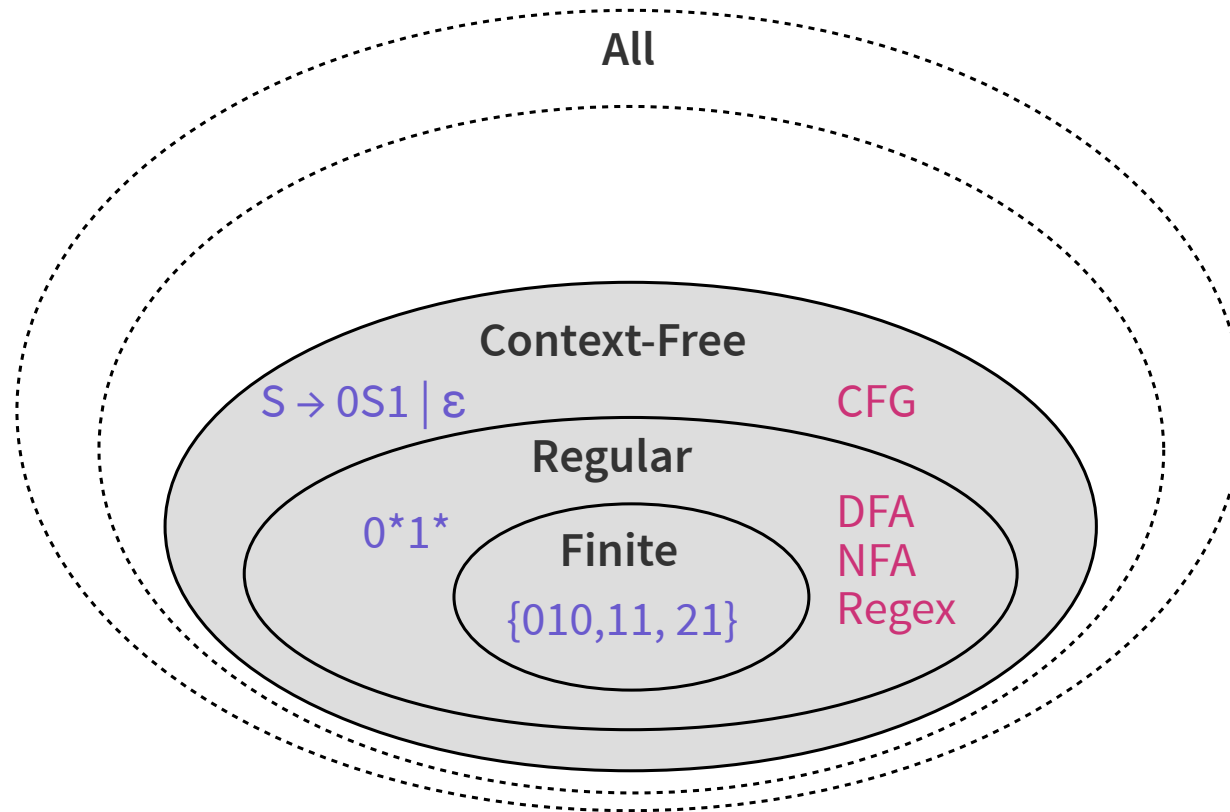 All
Context-Free
S → 0S1 | ε
CFG
Regular
0*1*
DFA
NFA
Regex
Finite
{010,11, 21}